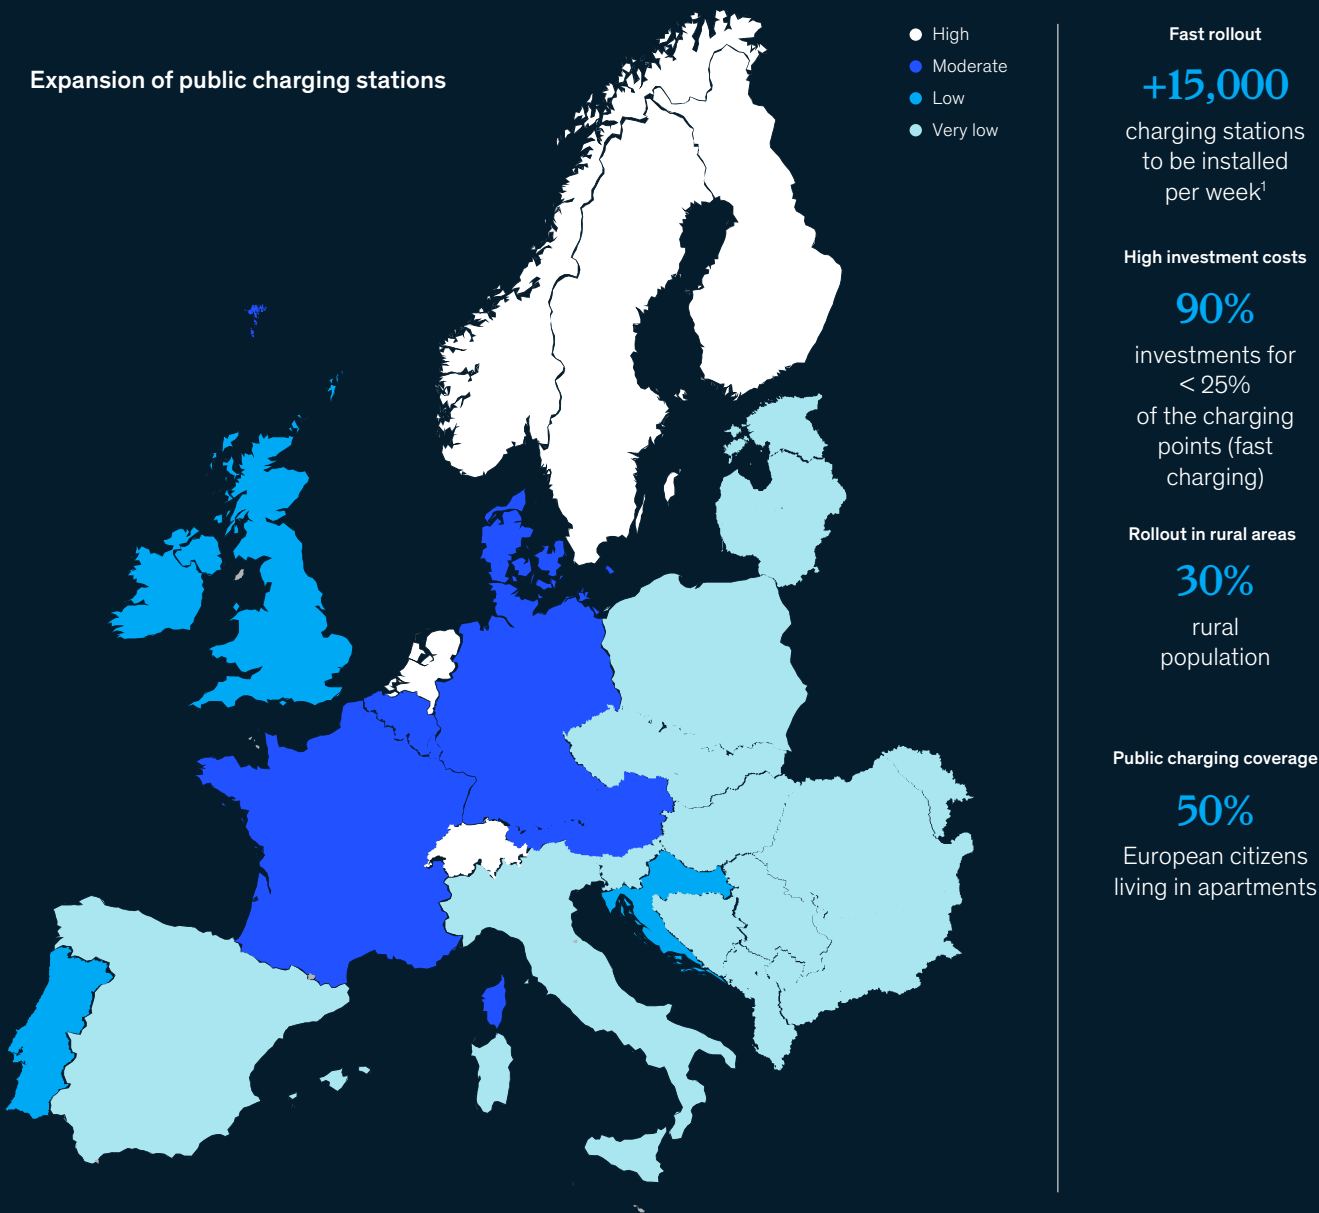 Expansion of public charging stations
High
Moderate
Low
Very low
Fast rollout
+15,000
charging stations
to be installed
per week1
High investment costs
90%
investments for
< 25%
of the charging
points (fast
charging)
Rollout in rural areas
30%
rural
population
Public charging coverage
50%
European citizens
living in apartments